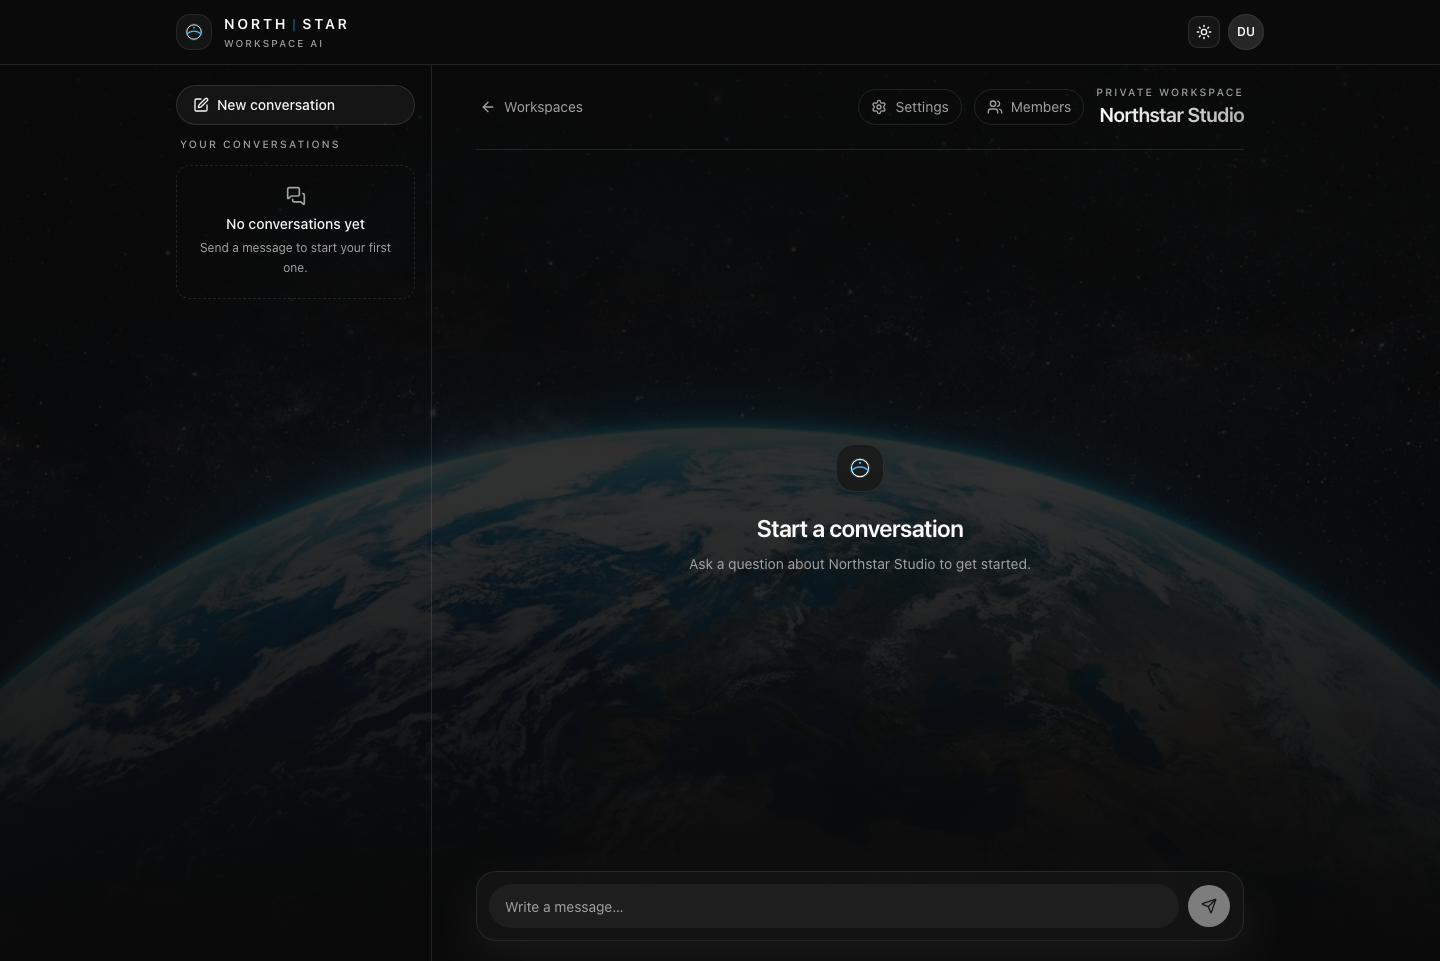 NORTH | STAR
WORKSPACE AI
DU
New conversation
YOUR CONVERSATIONS
No conversations yet
Send a message to start your first
one.
Workspaces
Settings
Members
PRIVATE WORKSPACE
Northstar Studio
Start a conversation
Ask a question about Northstar Studio to get started.
Write a message...